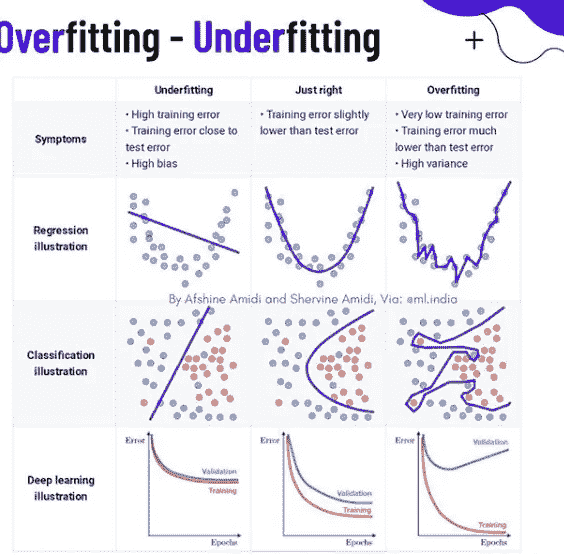 Overfitting - Underfitting
+
Underfitting
Just right
Overfitting
Symptoms
• High training error
• Training error close to
test error
• High bias
• Training error slightly
lower than test error
• Very low training error
• Training error much
lower than test error
• High variance
Regression
illustration
By Afshine Amidi and Shervine Amidi, Via: @ml.india
Classification
illustration
Deep learning
illustration
Error
Validation
Training
Epochs
Error
Validation
Training
Epochs
Error
Validation
Training
Epochs